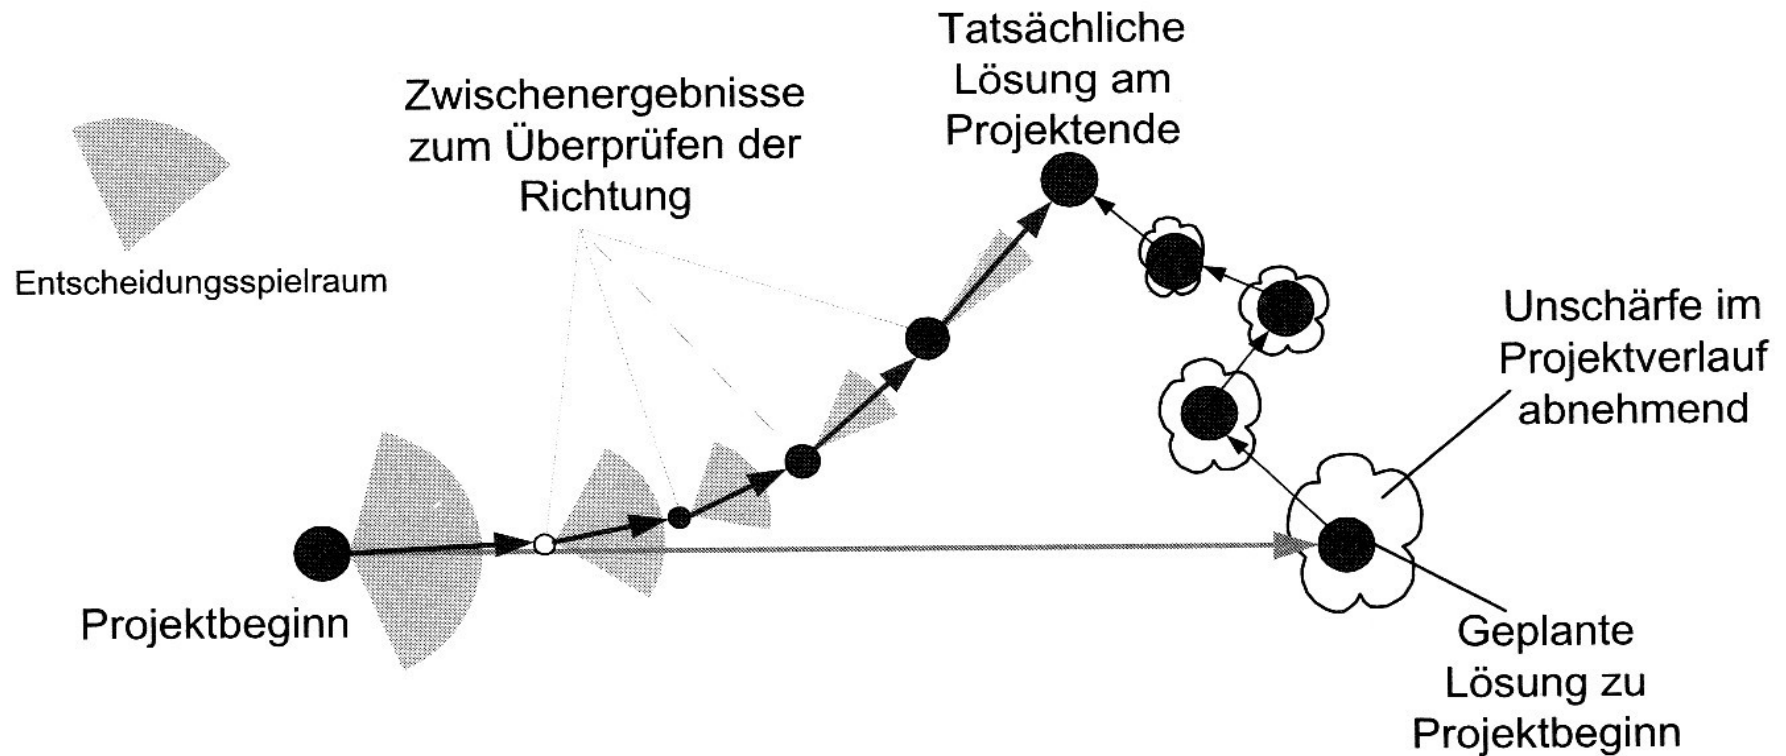 Tatsächliche
Lösung am
Projektende
Zwischenergebnisse
zum Überprüfen der
Richtung
Entscheidungsspielraum
Unschärfe im
Projektverlauf
abnehmend
Projektbeginn
Geplante
Lösung zu
Projektbeginn